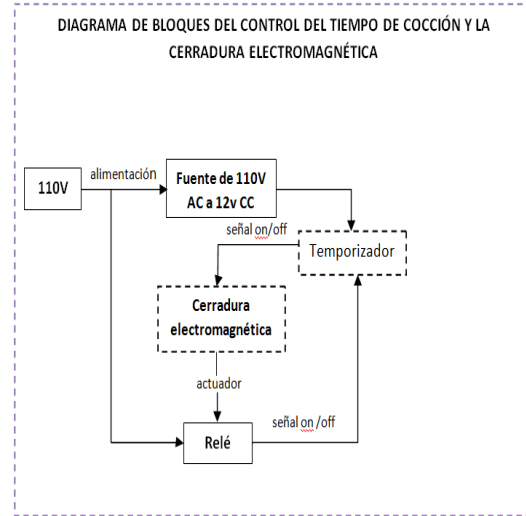 DIAGRAMA DE BLOQUES DEL CONTROL DEL TIEMPO DE COCCIÓN Y LA
CERRADURA ELECTROMAGNÉTICA
110V
alimentación
Fuente de 110V
AC a 12v CC
señal on/off
Temporizador
Cerradura
electromagnética
actuador
Relé
señal on /off